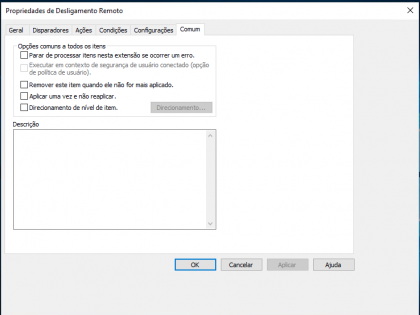 Propriedades de Desligamento Remoto
Geral Disparadores Ações Condições Configurações Comum
Opções comuns a todos os itens
Parar de processar itens nesta extensão se ocorrer um erro.
Executar em contexto de segurança de usuário conectado (opção
de política de usuário).
Remover este item quando ele não for mais aplicado.
Aplicar uma vez e não reaplicar.
Direcionamento de nível de item.
Direcionamento...
Descrição
OK Cancelar Aplicar Ajuda